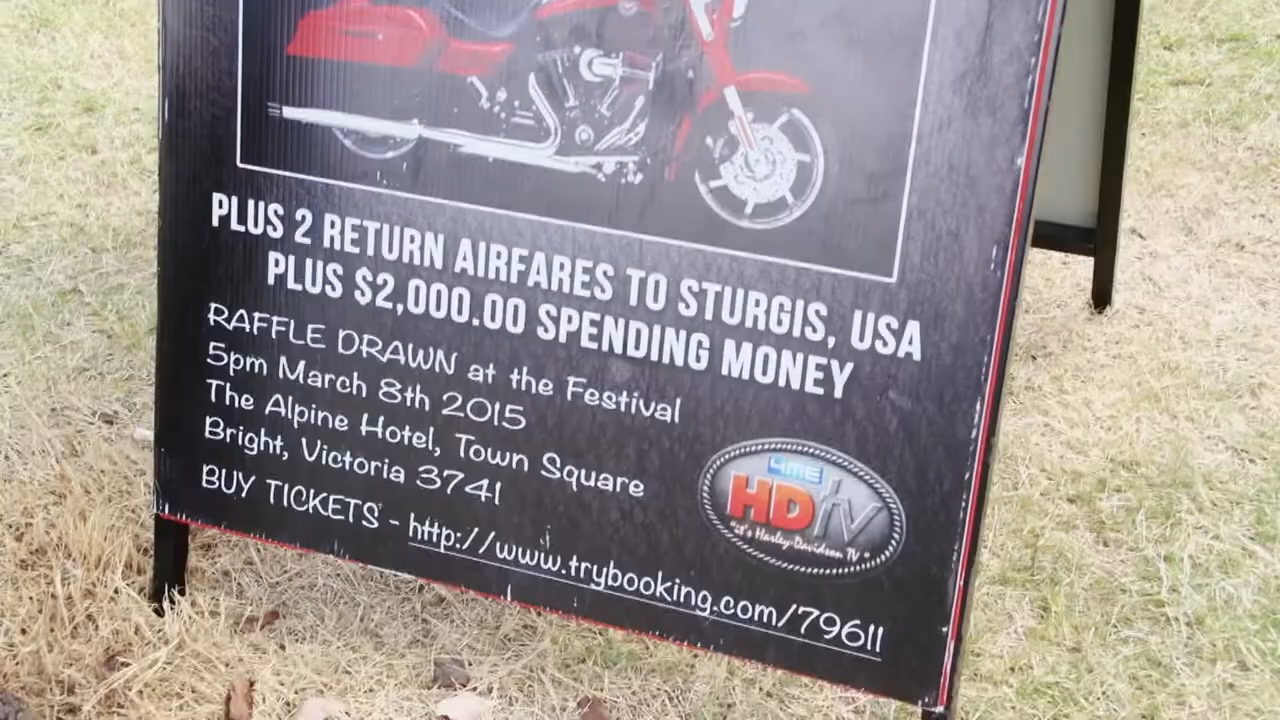 PLUS 2 RETURN AIRFARES TO STURGIS, USA
PLUS $2,000.00 SPENDING MONEY
RAFFLE DRAWN at the Festival
5pm March 8th 2015
The Alpine Hotel, Town Square
Bright, Victoria 3741
BUY TICKETS - http://www.trybooking.com/79611
4ME
HDtv
"it's Harley-Davidson TV"